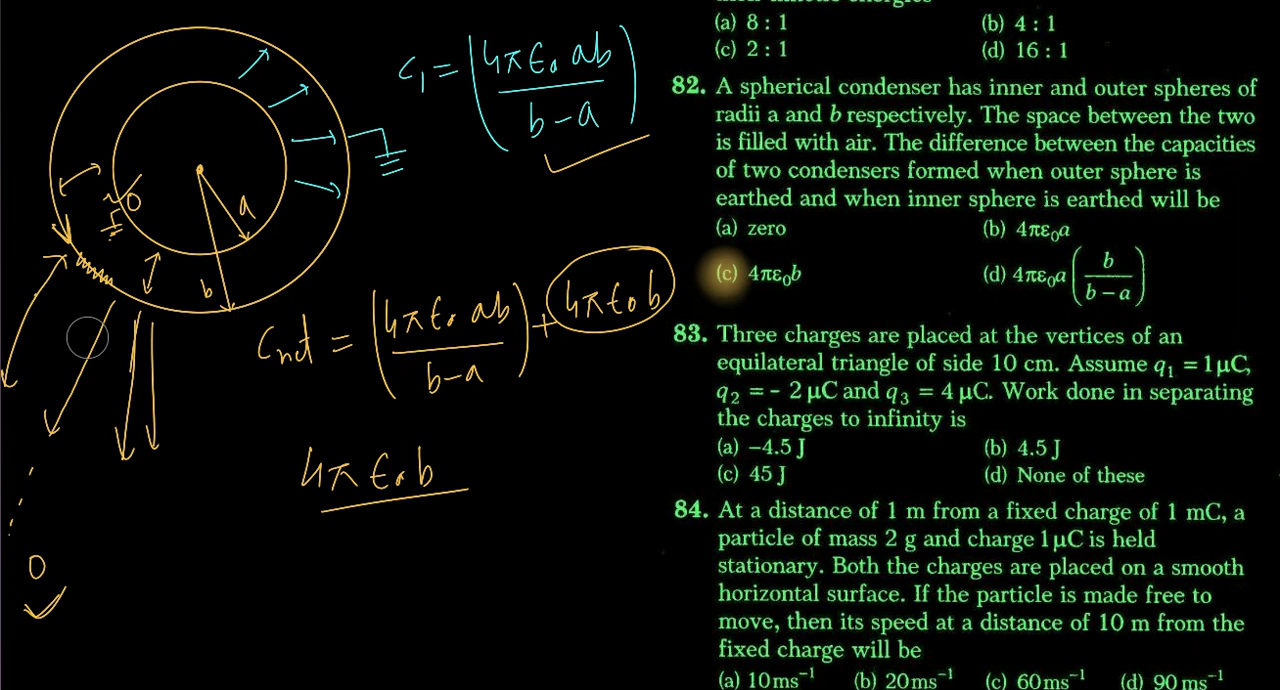 C₁ = (4πε₀ ab / b-a)
a
b
0
Cnet = (4πε₀ ab / b-a) + 4πε₀ b
4πε₀ b
0
(a) 8 : 1 (b) 4 : 1
(c) 2 : 1 (d) 16 : 1
82. A spherical condenser has inner and outer spheres of
radii a and b respectively. The space between the two
is filled with air. The difference between the capacities
of two condensers formed when outer sphere is
earthed and when inner sphere is earthed will be
(a) zero (b) 4πε₀a
(c) 4πε₀b (d) 4πε₀a (b / b - a)
83. Three charges are placed at the vertices of an
equilateral triangle of side 10 cm. Assume q₁ = 1 μC,
q₂ = - 2 μC and q₃ = 4 μC. Work done in separating
the charges to infinity is
(a) -4.5 J (b) 4.5 J
(c) 45 J (d) None of these
84. At a distance of 1 m from a fixed charge of 1 mC, a
particle of mass 2 g and charge 1 μC is held
stationary. Both the charges are placed on a smooth
horizontal surface. If the particle is made free to
move, then its speed at a distance of 10 m from the
fixed charge will be
(a) 10 ms⁻¹ (b) 20 ms⁻¹ (c) 60 ms⁻¹ (d) 90 ms⁻¹